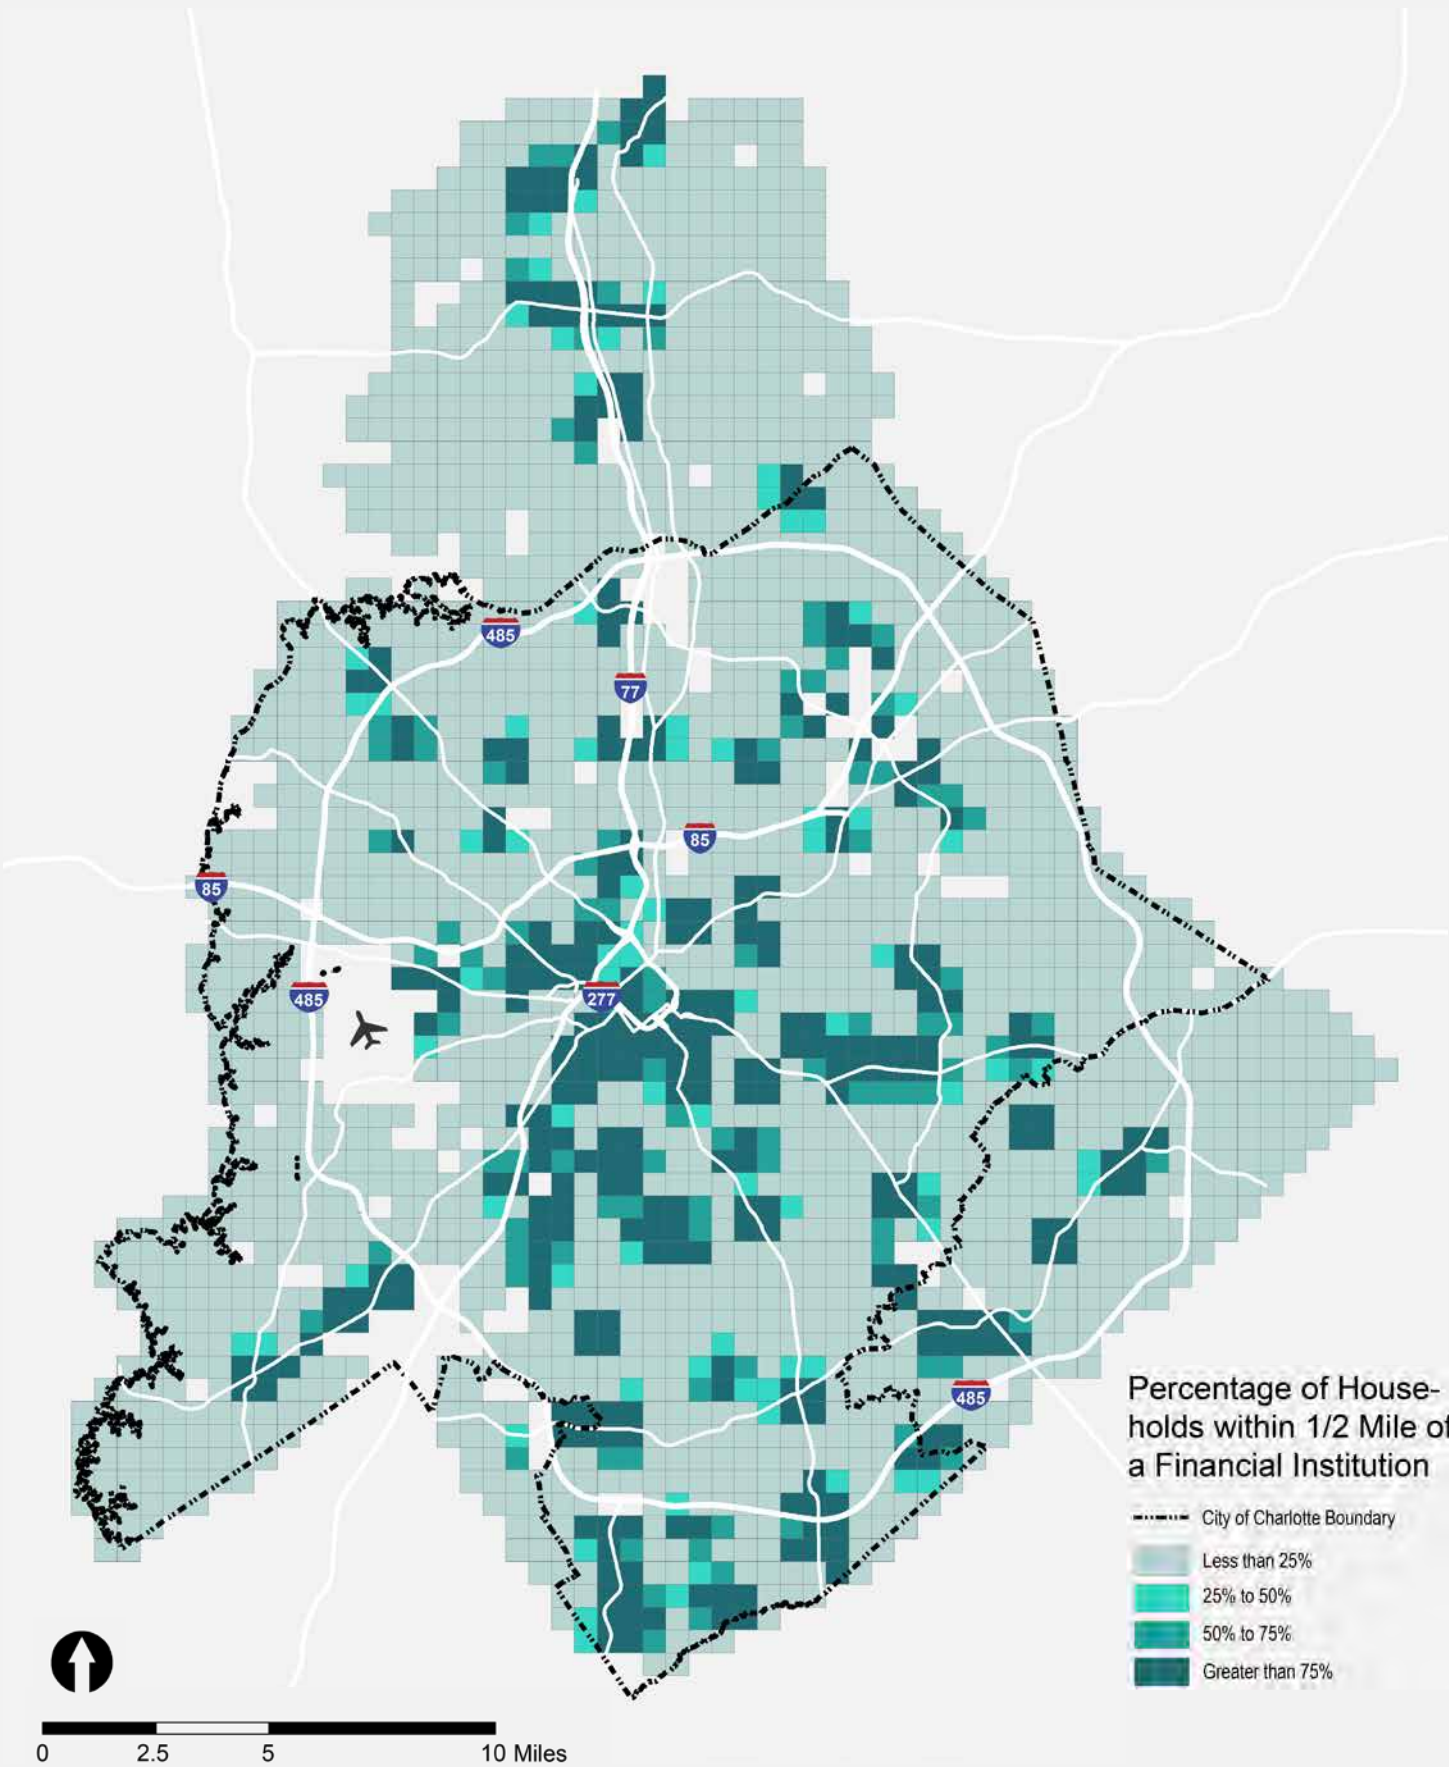 485
77
85
85
485
277
485
Percentage of House-
holds within 1/2 Mile of
a Financial Institution
City of Charlotte Boundary
Less than 25%
25% to 50%
50% to 75%
Greater than 75%
0 2.5 5 10 Miles